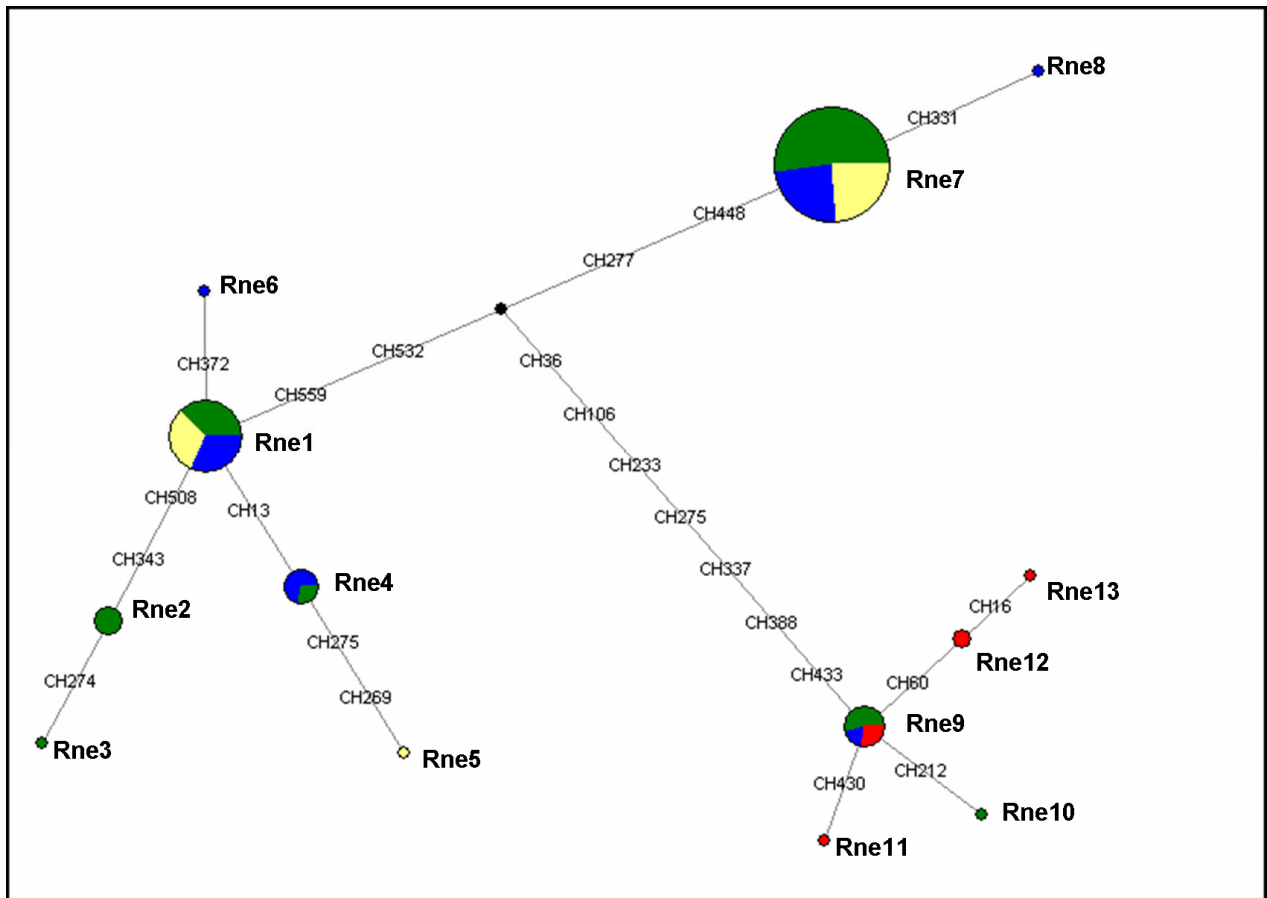 Rne8
CH331
Rne7
CH448
CH277
Rne6
CH532
CH36
CH372
CH559
CH106
Rne1
CH233
CH508
CH13
CH275
CH343
CH337
Rne4
Rne13
CH16
Rne2
CH388
CH275
Rne12
CH433
CH274
CH60
CH269
Rne9
Rne3
Rne5
CH212
CH430
Rne10
Rne11